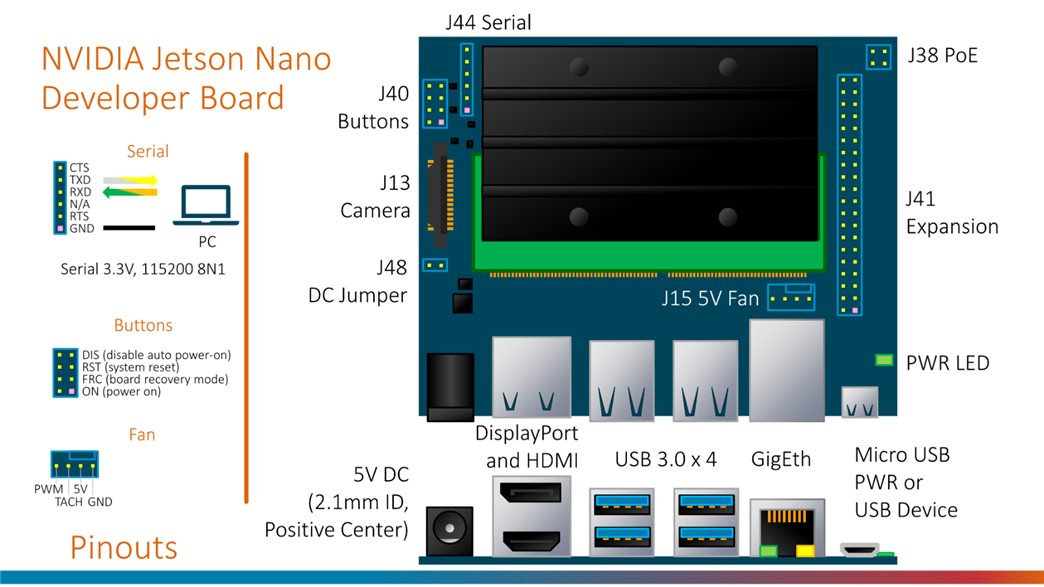 NVIDIA Jetson Nano
Developer Board
Serial
CTS
TXD
RXD
N/A
RTS
GND
PC
Serial 3.3V, 115200 8N1
Buttons
DIS (disable auto power-on)
RST (system reset)
FRC (board recovery mode)
ON (power on)
Fan
PWM 5V
TACH GND
Pinouts
J44 Serial
J40
Buttons
J13
Camera
J48
DC Jumper
J38 PoE
J41
Expansion
J15 5V Fan
PWR LED
DisplayPort
and HDMI
USB 3.0 x 4
GigEth
Micro USB
PWR or
USB Device
5V DC
(2.1mm ID,
Positive Center)